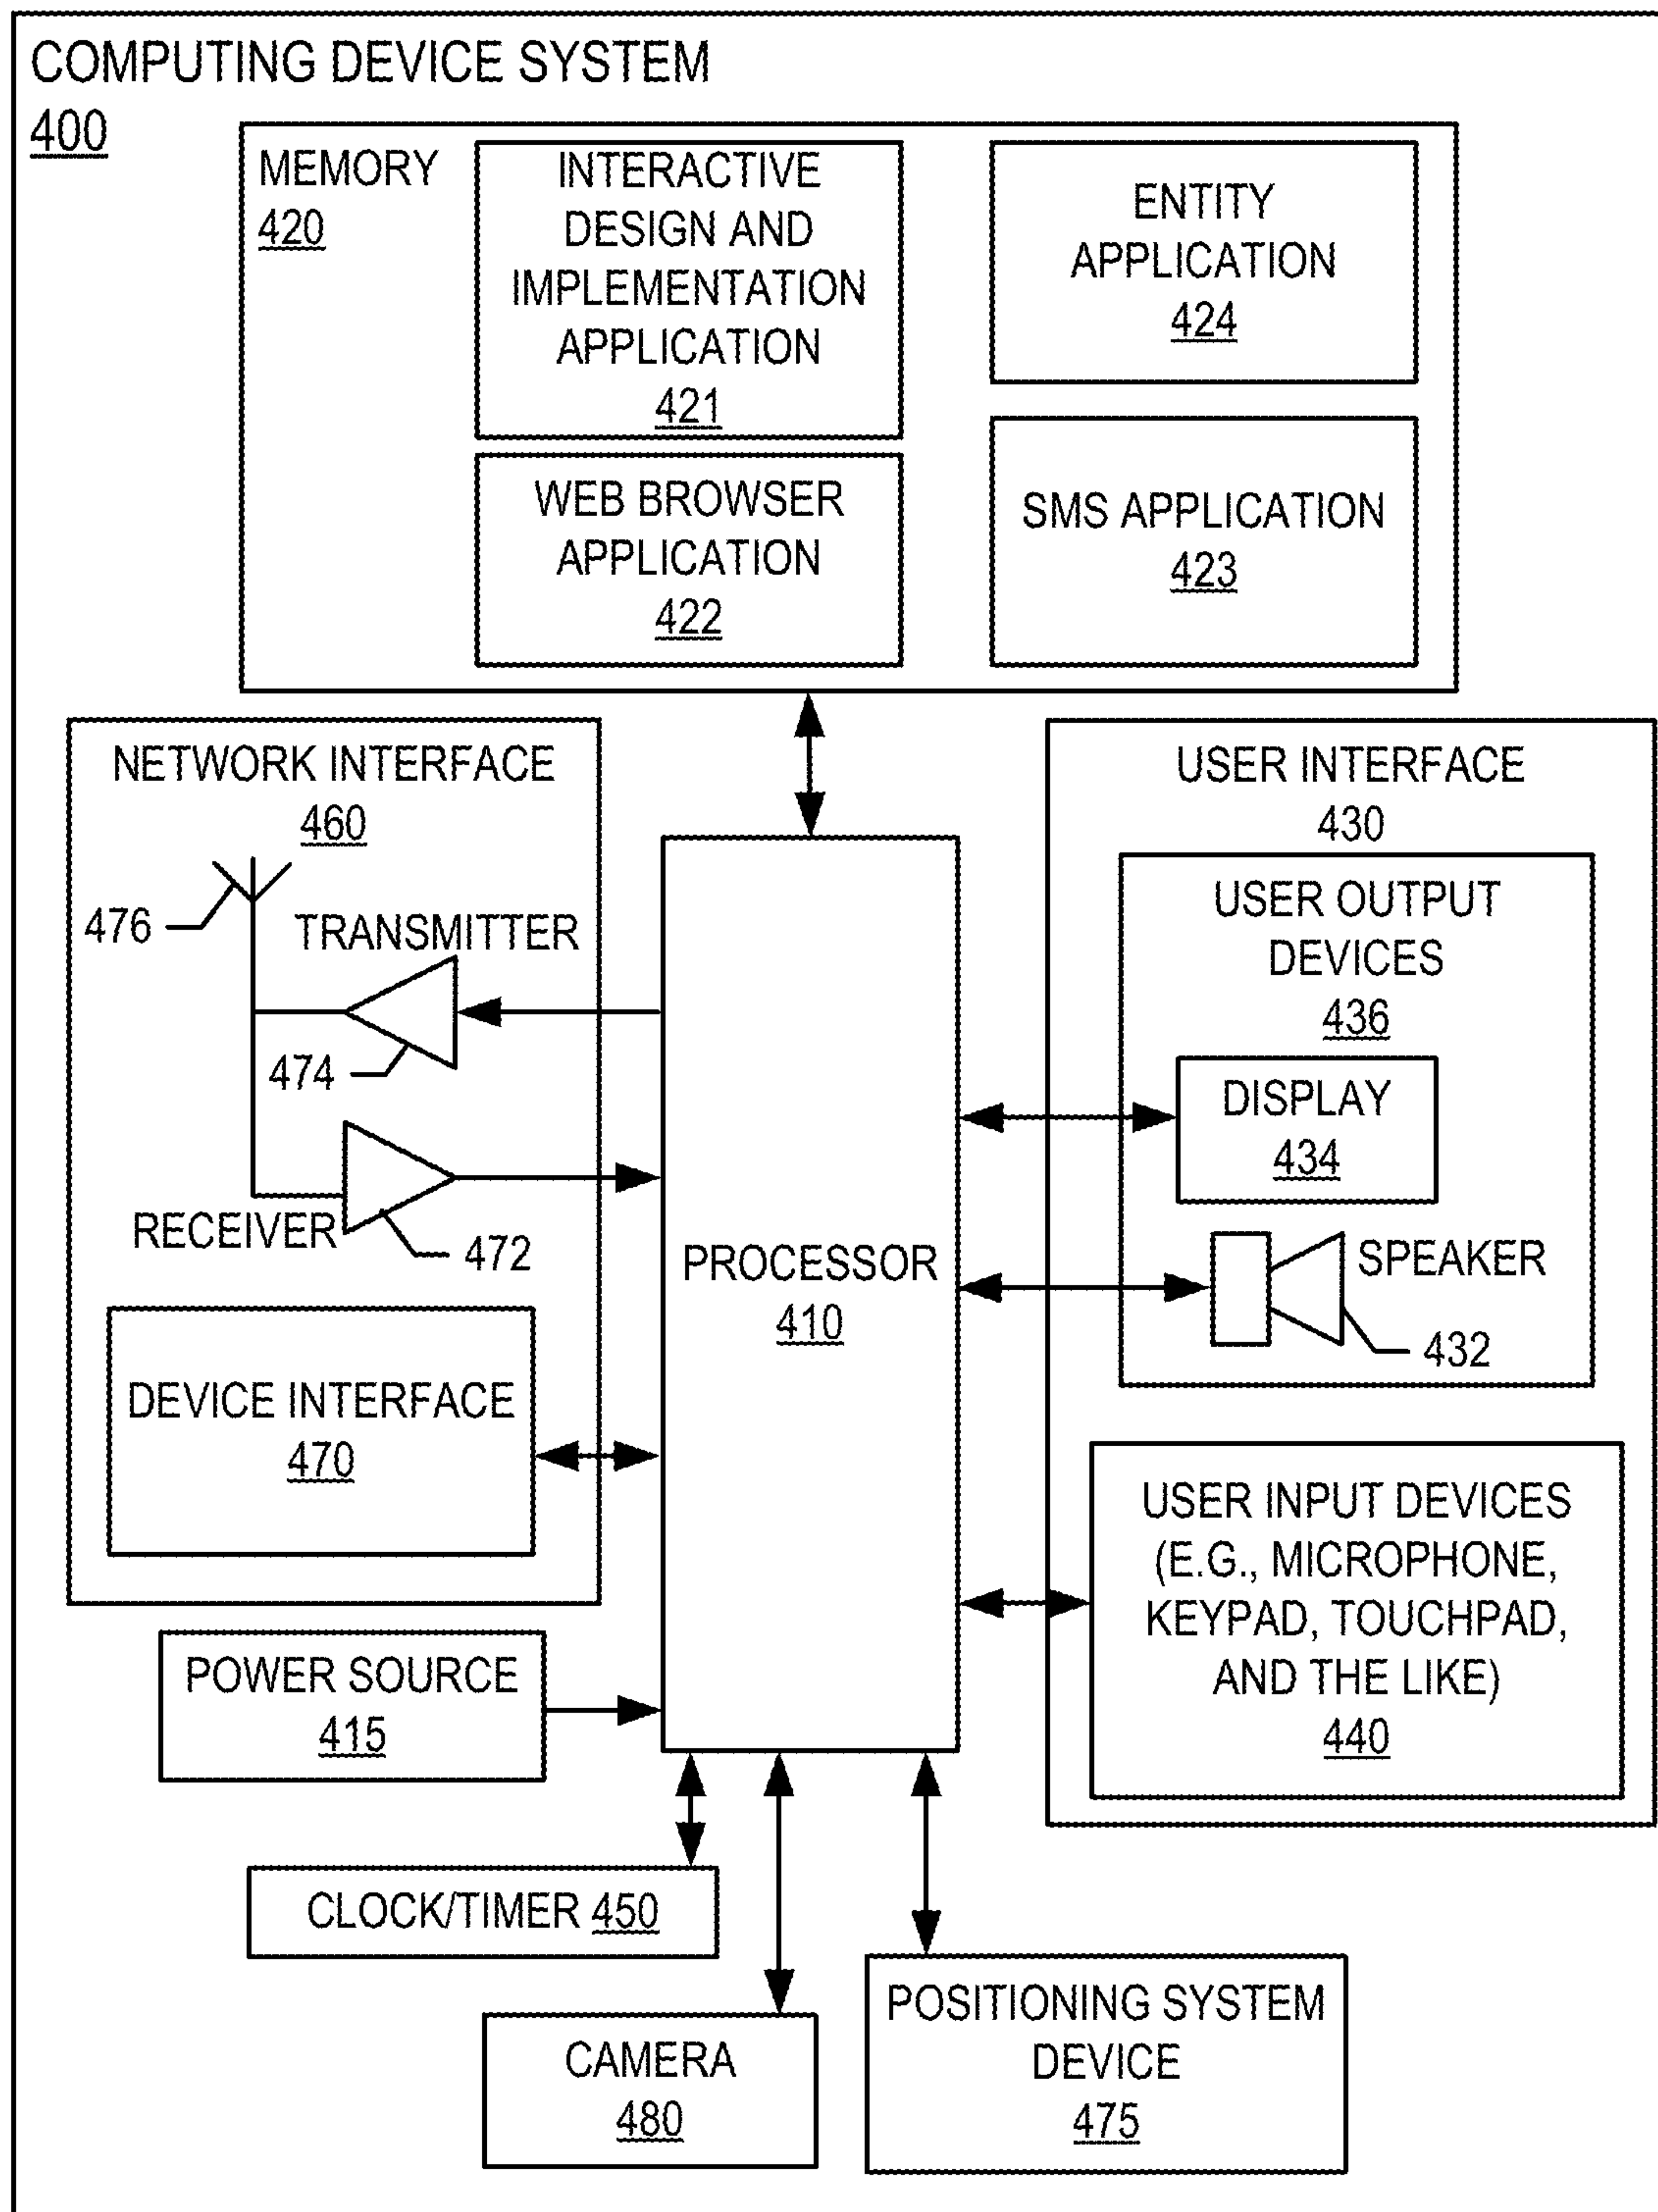 COMPUTING DEVICE SYSTEM
400
MEMORY
420
INTERACTIVE
DESIGN AND
IMPLEMENTATION
APPLICATION
421
ENTITY
APPLICATION
424
WEB BROWSER
APPLICATION
422
SMS APPLICATION
423
NETWORK INTERFACE
460
476
TRANSMITTER
474
RECEIVER
472
DEVICE INTERFACE
470
PROCESSOR
410
USER INTERFACE
430
USER OUTPUT
DEVICES
436
DISPLAY
434
SPEAKER
432
USER INPUT DEVICES
(E.G., MICROPHONE,
KEYPAD, TOUCHPAD,
AND THE LIKE)
440
POWER SOURCE
415
CLOCK/TIMER 450
CAMERA
480
POSITIONING SYSTEM
DEVICE
475